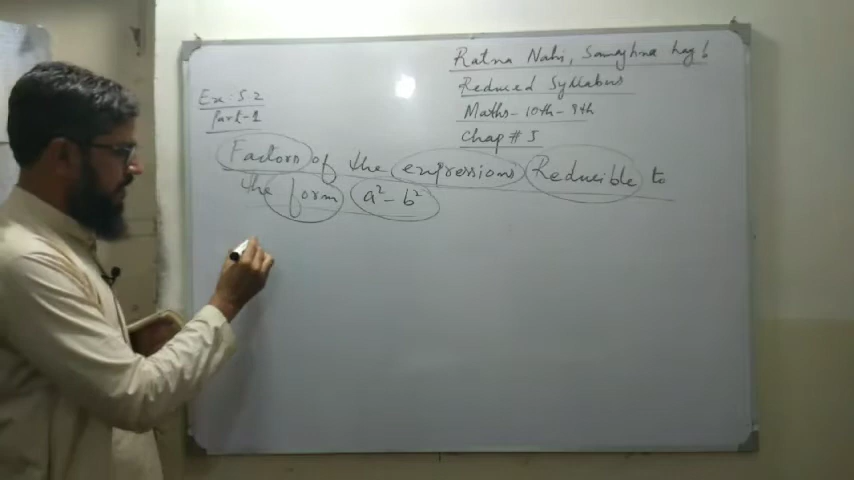 Ratna Nahi, Samajhna hay!
Reduced Syllabus
Maths - 10th - 9th
Chap # 5
Ex: 5.2
Part-1
Factors of the expressions Reducible to
the form a² - b²